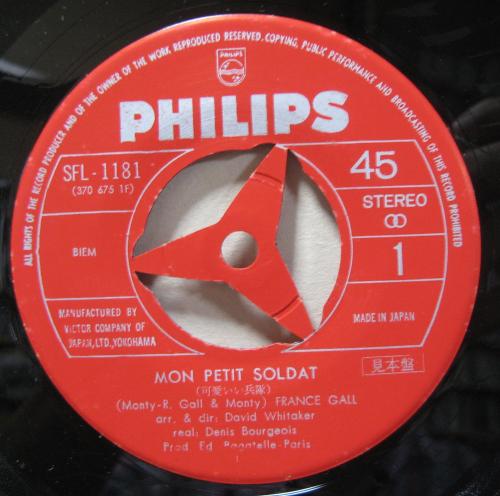 ALL RIGHTS OF THE RECORD PRODUCER AND OF THE OWNER OF THE WORK REPRODUCED RESERVED. COPYING, PUBLIC PERFORMANCE AND BROADCASTING OF THIS RECORD PROHIBITED
PHILIPS
PHILIPS
SFL-1181
(370 675 1F)
45
STEREO
BIEM
1
MANUFACTURED BY
VICTOR COMPANY OF
JAPAN, LTD., YOKOHAMA
MADE IN JAPAN
MON PETIT SOLDAT
見本盤
(可愛いい兵隊)
(Monty-R. Gall & Monty) FRANCE GALL
arr. & dir: David Whitaker
real: Denis Bourgeois
Prod. Ed. Bagatelle-Paris